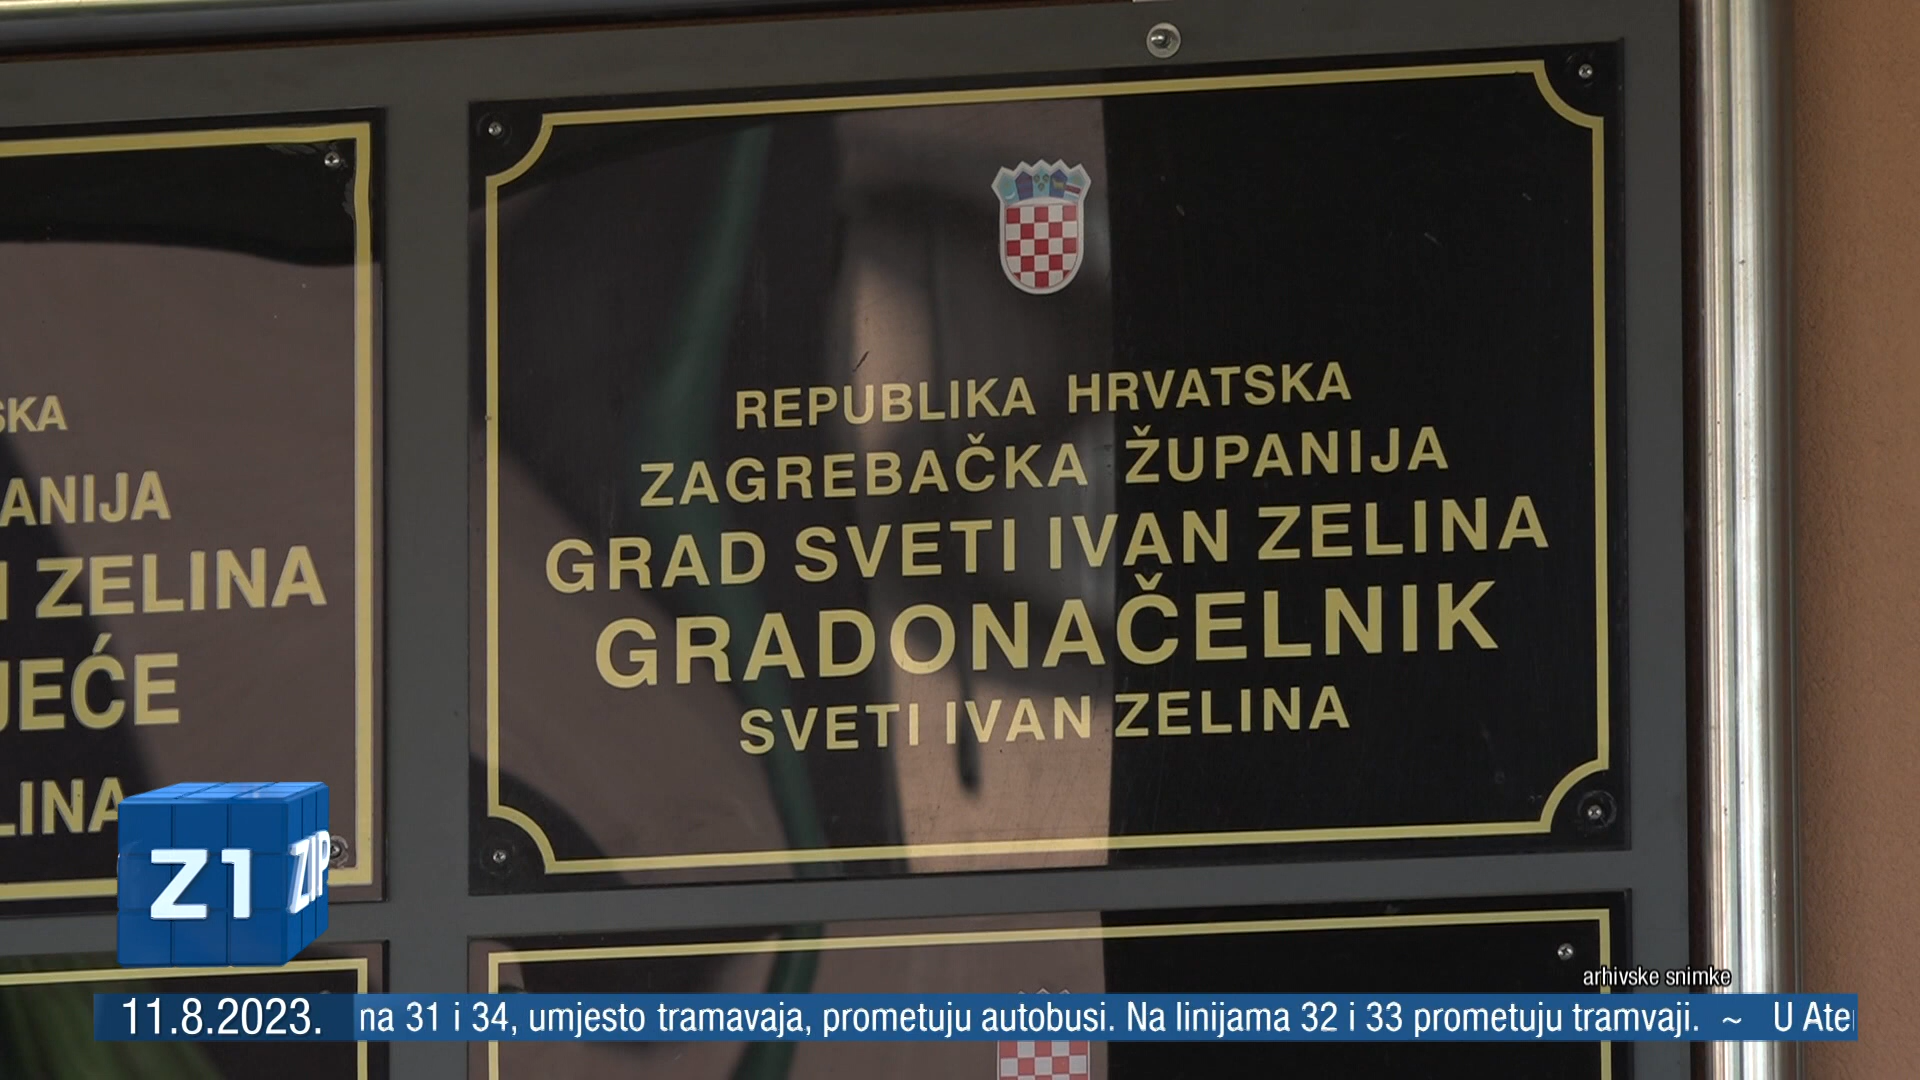 REPUBLIKA HRVATSKA
ZAGREBAČKA ŽUPANIJA
GRAD SVETI IVAN ZELINA
GRADONAČELNIK
SVETI IVAN ZELINA
SKA
ANIJA
ZELINA
JEĆE
LINA
Z1 ZIP
arhivske snimke
11.8.2023. na 31 i 34, umjesto tramavaja, prometuju autobusi. Na linijama 32 i 33 prometuju tramvaji. ~ U Ate